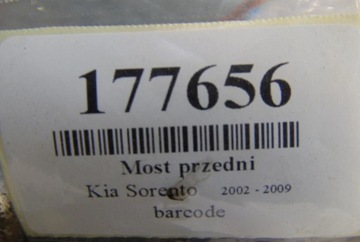 177656
Most przedni
Kia Sorento 2002 - 2009
barcode